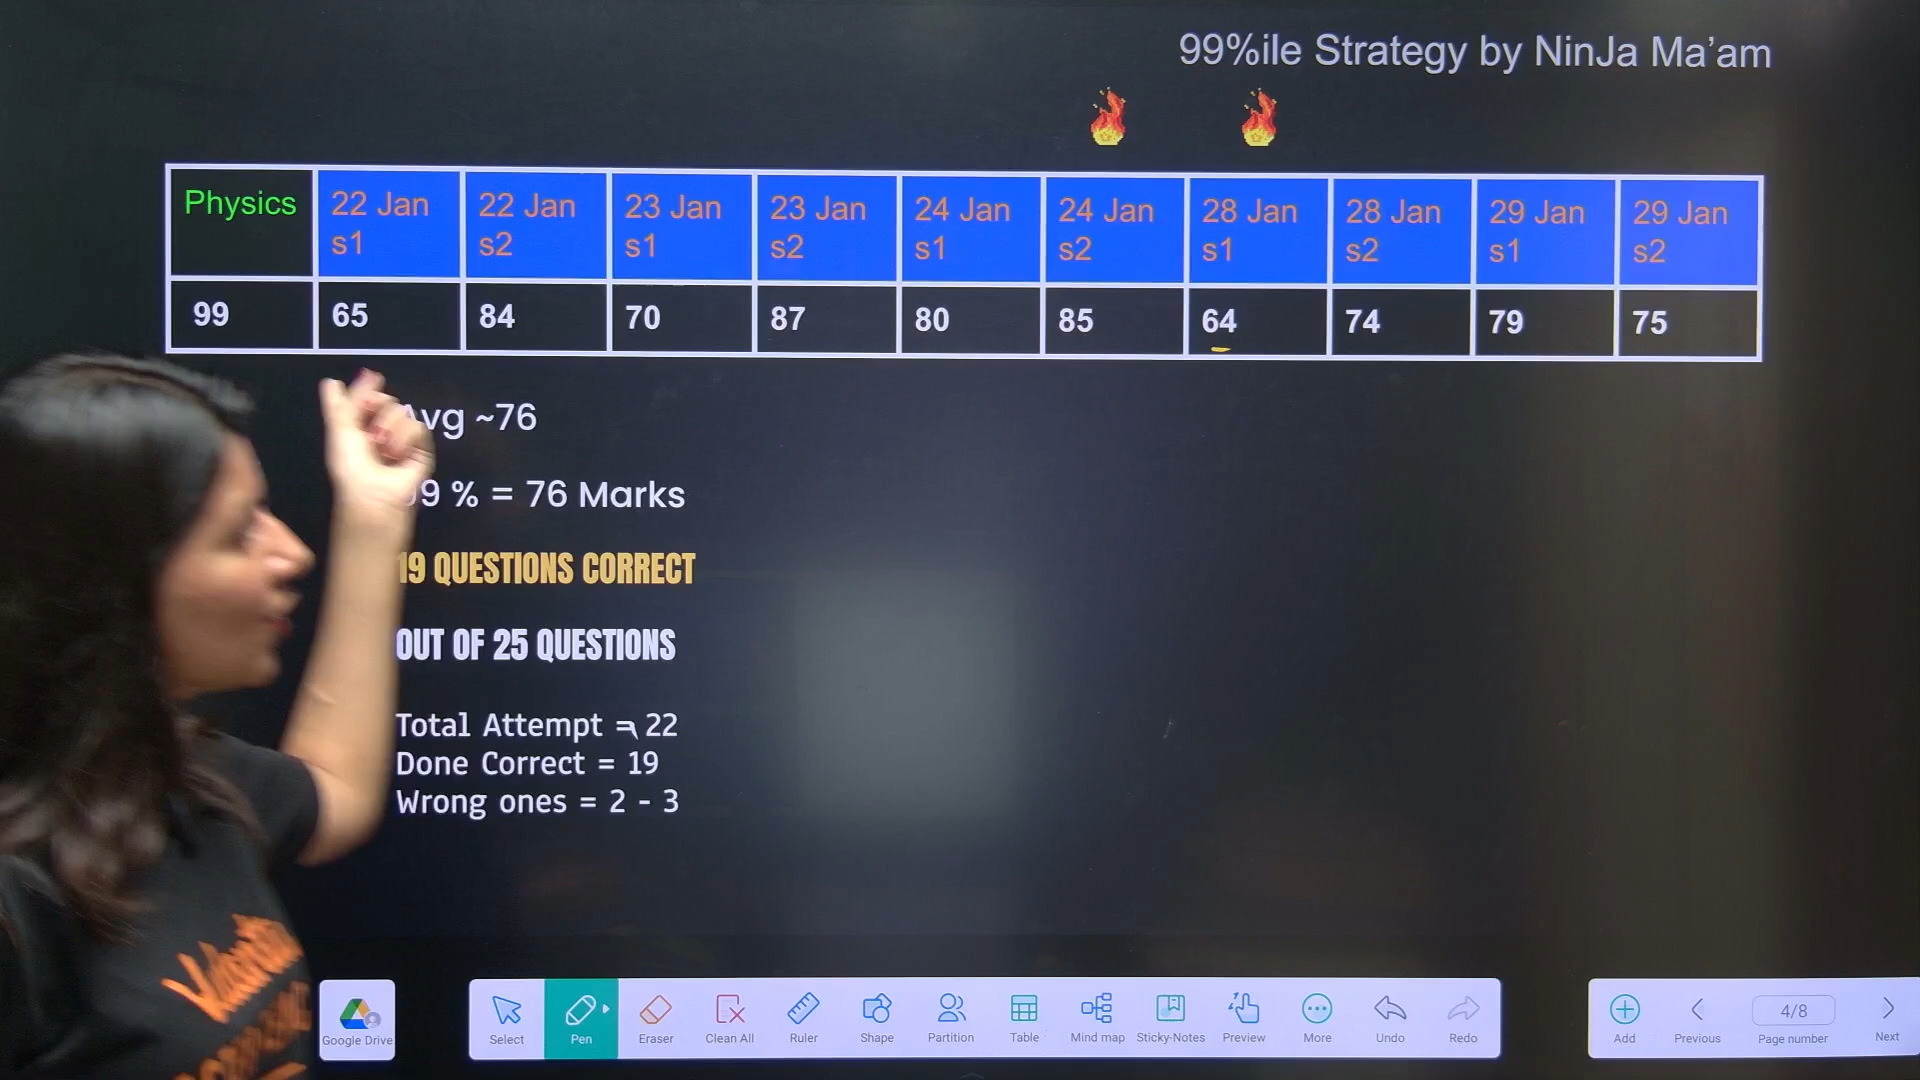 99%ile Strategy by NinJa Ma'am
Physics 22 Jan s1 22 Jan s2 23 Jan s1 23 Jan s2 24 Jan s1 24 Jan s2 28 Jan s1 28 Jan s2 29 Jan s1 29 Jan s2
99 65 84 70 87 80 85 64 74 79 75
Avg ~76
99 % = 76 Marks
19 QUESTIONS CORRECT
OUT OF 25 QUESTIONS
Total Attempt = 22
Done Correct = 19
Wrong ones = 2 - 3
Google Drive Select Pen Eraser Clean All Ruler Shape Partition Table Mind map Sticky-Notes Preview More Undo Redo Add Previous 4/8 Page number Next